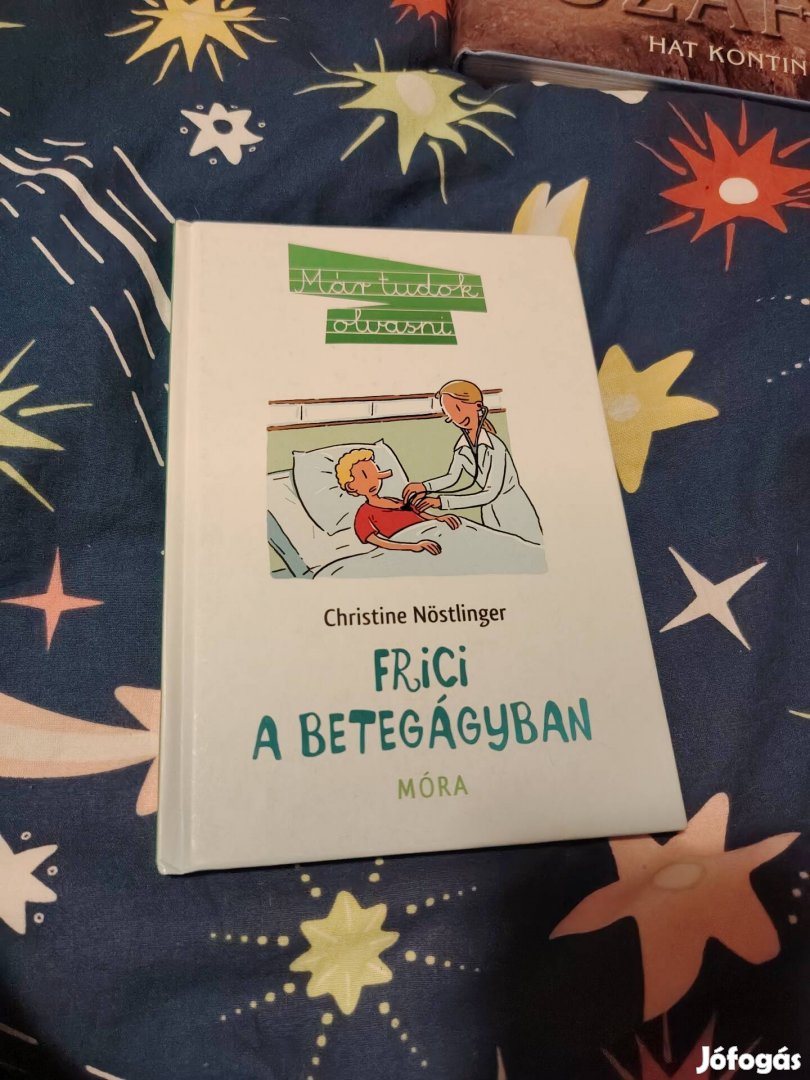 HAT KONTIN
Már tudok
olvasni
Christine Nöstlinger
FRiCi
A BETEGÁGYBAN
MÓRA
Jófogás